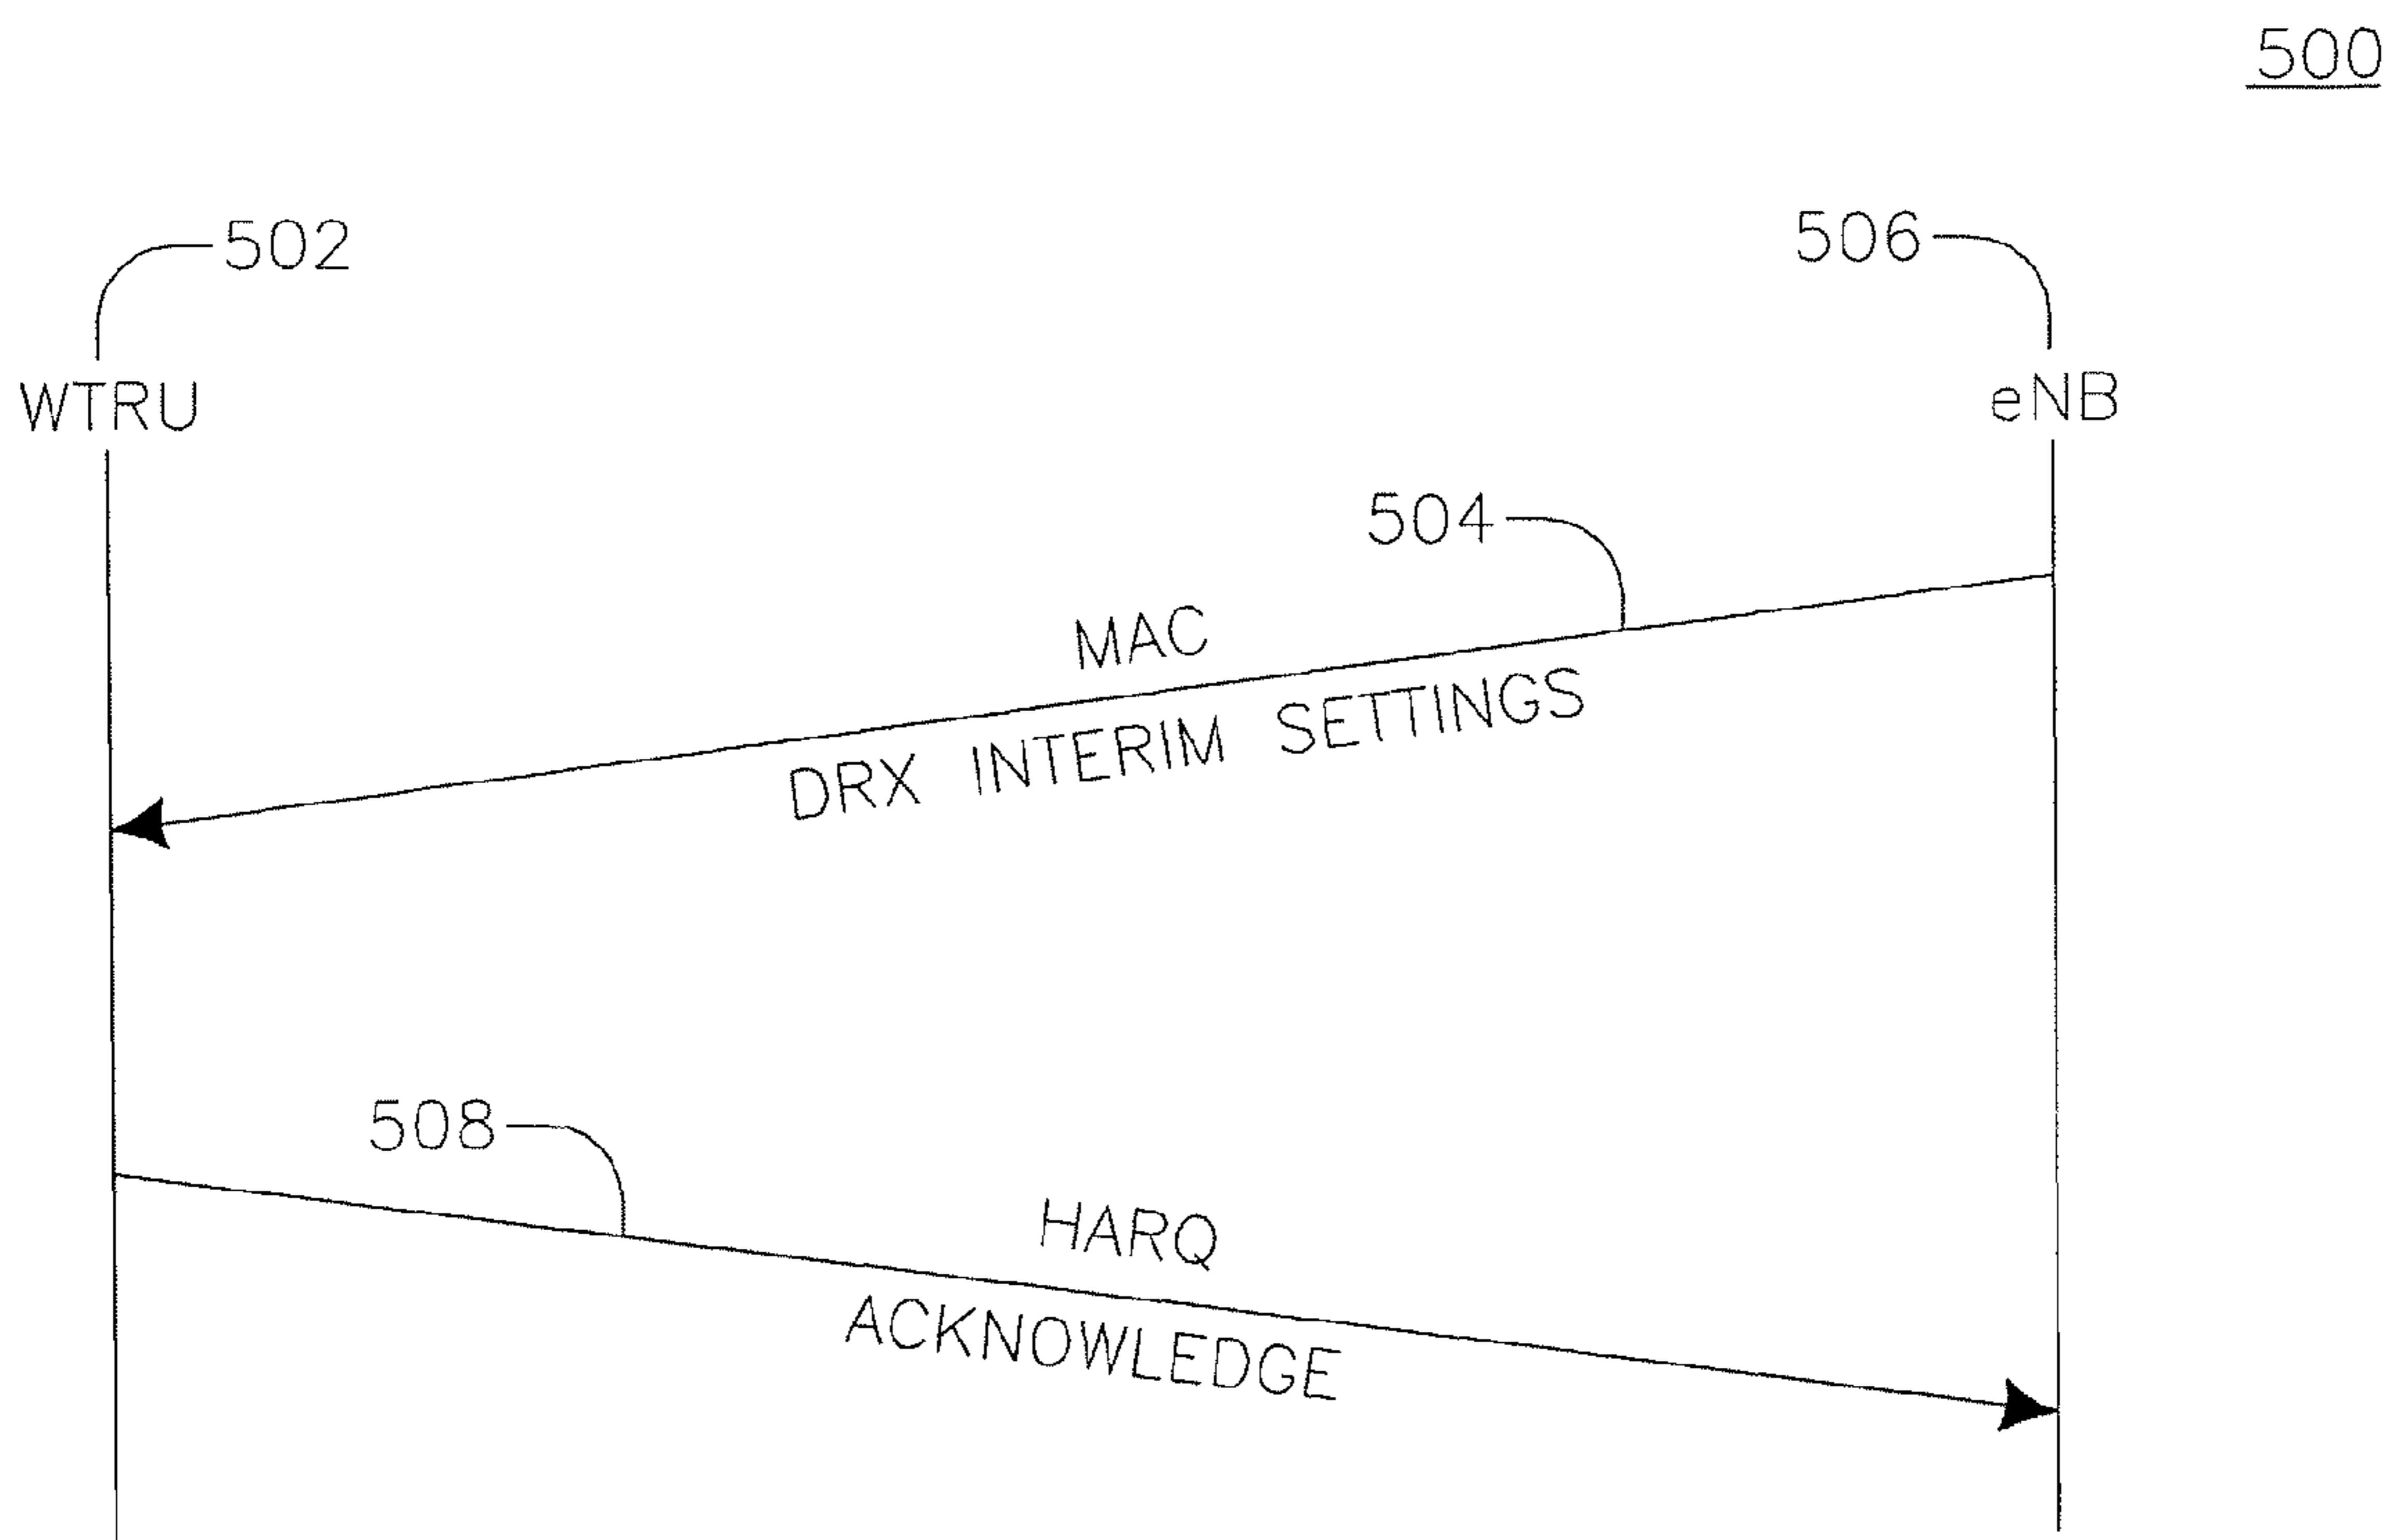 500
502
506
WTRU
eNB
504
MAC
DRX INTERIM SETTINGS
508
HARQ
ACKNOWLEDGE